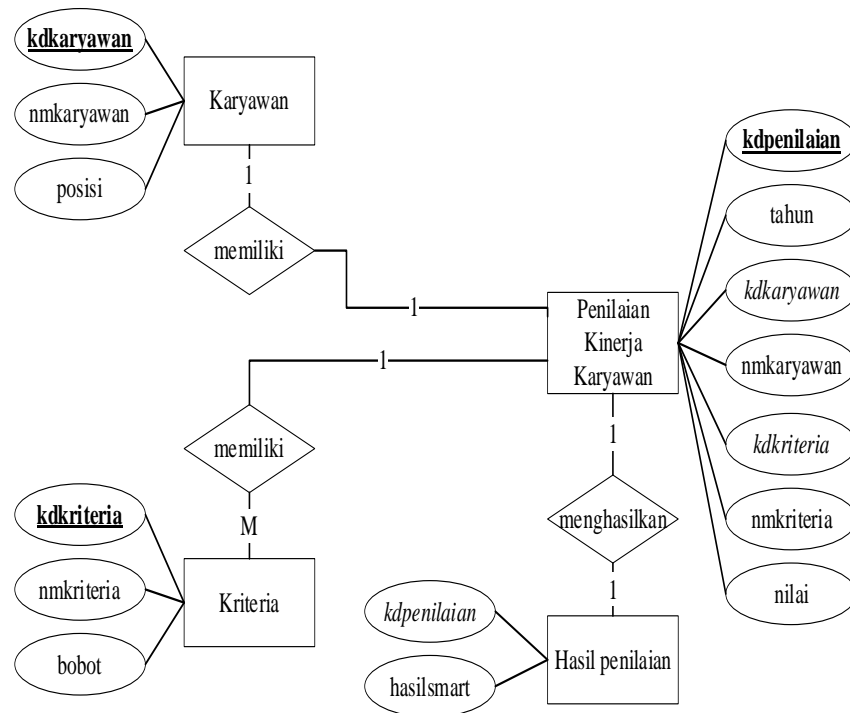 kdkaryawan
nmkaryawan
posisi
Karyawan
1
memiliki
1
kdpenilaian
tahun
kdkaryawan
nmkaryawan
kdkriteria
nmkriteria
nilai
Penilaian
Kinerja
Karyawan
1
memiliki
M
kdkriteria
nmkriteria
bobot
Kriteria
1
menghasilkan
1
kdpenilaian
hasilsmart
Hasil penilaian